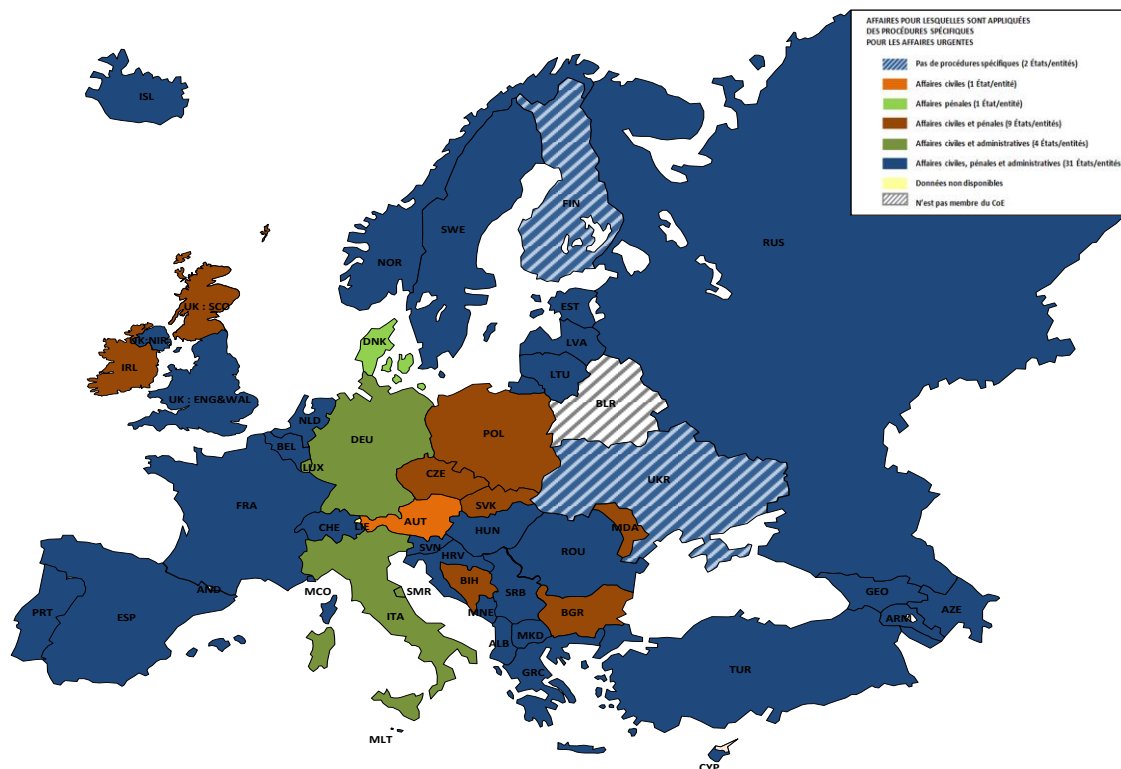 AFFAIRES POUR LESQUELLES SONT APPLIQUÉES
DES PROCÉDURES SPÉCIFIQUES
POUR LES AFFAIRES URGENTES
Pas de procédures spécifiques (2 États/entités)
Affaires civiles (1 État/entité)
Affaires pénales (1 État/entité)
Affaires civiles et pénales (9 États/entités)
Affaires civiles et administratives (4 États/entités)
Affaires civiles, pénales et administratives (31 États/entités
Données non disponibles
N'est pas membre du CoE
ISL
FIN
SWE
RUS
NOR
EST
UK : SCO
DNK
LVA
UK:NIR
IRL
LTU
UK : ENG&WAL
BLR
NLD
DEU
POL
BEL
LUX
CZE
UKR
FRA
SVK
CHE
LIE
AUT
MDA
HUN
SVN
ROU
HRV
BIH
AND
MCO
SMR
SRB
GEO
PRT
ESP
ITA
MNE
BGR
AZE
ARM
MKD
ALB
GRC
TUR
MLT
CYP